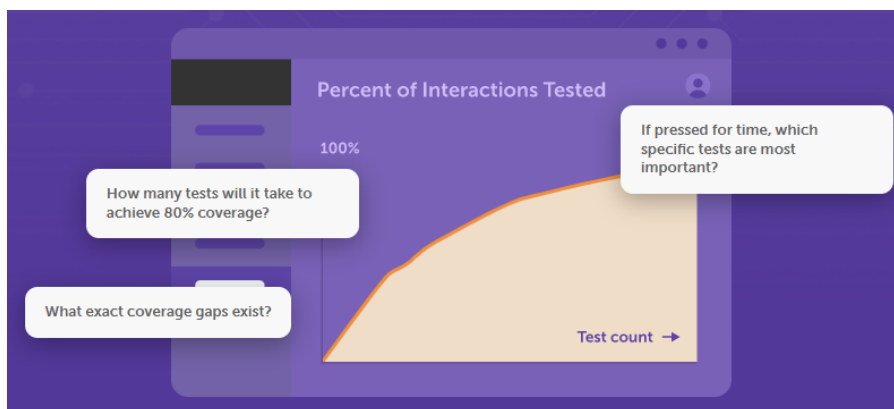 Percent of Interactions Tested
If pressed for time, which
specific tests are most
important?
100%
How many tests will it take to
achieve 80% coverage?
What exact coverage gaps exist?
Test count →